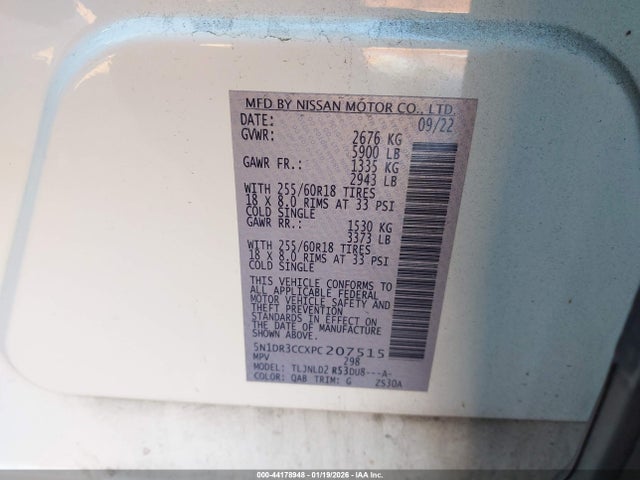 MFD BY NISSAN MOTOR CO., LTD.
DATE: 09/22
GVWR: 2676 KG
5900 LB
GAWR FR.: 1335 KG
2943 LB
WITH 255/60R18 TIRES
18 X 8.0 RIMS AT 33 PSI
COLD SINGLE
GAWR RR.: 1530 KG
3373 LB
WITH 255/60R18 TIRES
18 X 8.0 RIMS AT 33 PSI
COLD SINGLE
THIS VEHICLE CONFORMS TO
ALL APPLICABLE FEDERAL
MOTOR VEHICLE SAFETY AND
THEFT PREVENTION
STANDARDS IN EFFECT ON
THE DATE OF MANUFACTURE
SHOWN ABOVE.
5N1DR3CCXPC207515
MPV 298
MODEL: TLJNLD2 R53DU8---A-
COLOR: QAB TRIM: G ZS30A
000-44178948 - 01/19/2026 - IAAI.COM